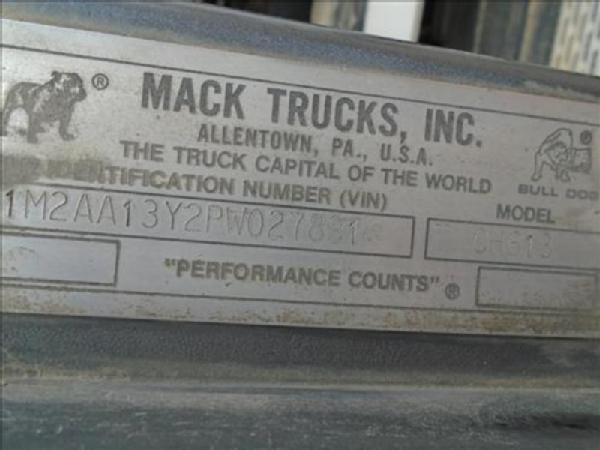 ® MACK TRUCKS, INC. ®
ALLENTOWN, PA., U.S.A.
THE TRUCK CAPITAL OF THE WORLD
BULL DOG
IDENTIFICATION NUMBER (VIN) MODEL
CH613
"PERFORMANCE COUNTS" ®